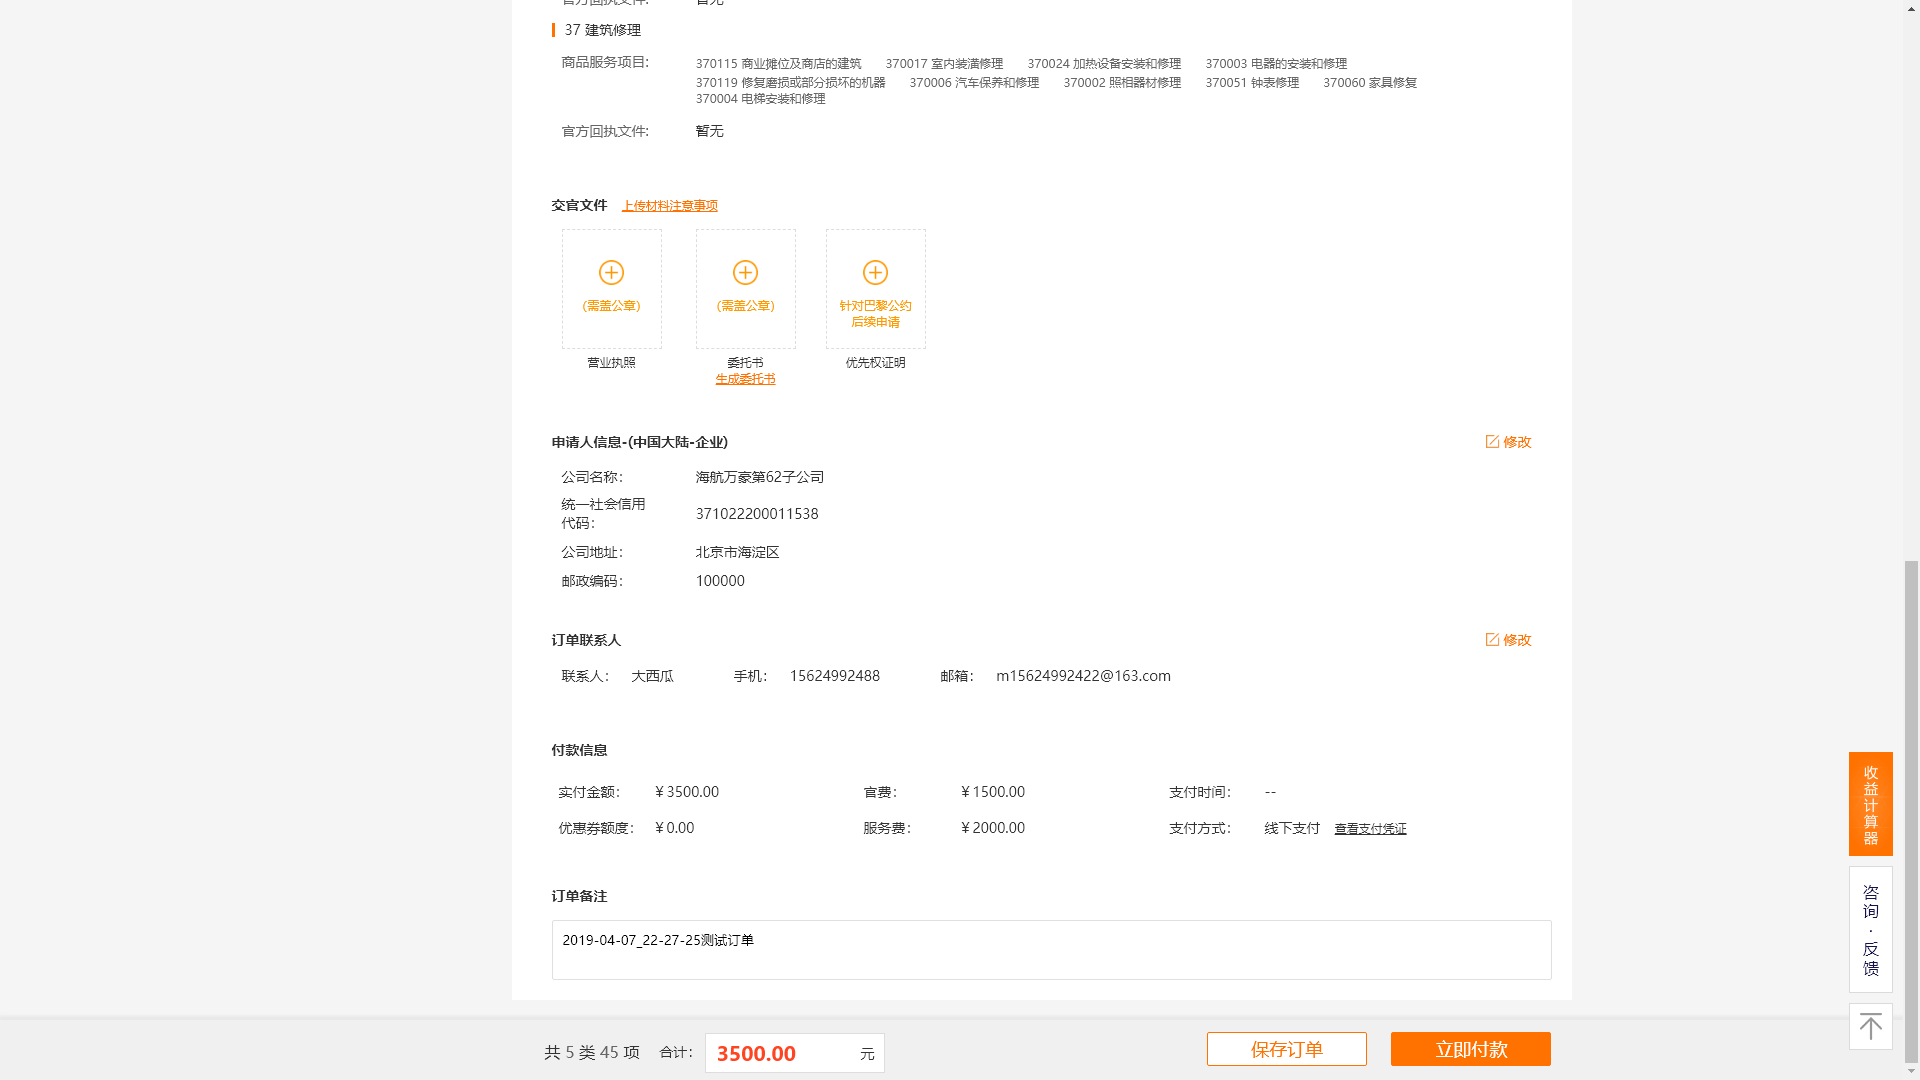 官方回执文件: 暂无
37 建筑修理
商品服务项目: 370115 商业摊位及商店的建筑 370017 室内装潢修理 370024 加热设备安装和修理 370003 电器的安装和修理
370119 修复磨损或部分损坏的机器 370006 汽车保养和修理 370002 照相器材修理 370051 钟表修理 370060 家具修复
370004 电梯安装和修理
官方回执文件: 暂无
交官文件 上传材料注意事项
(需盖公章) (需盖公章) 针对巴黎公约
后续申请
营业执照 委托书 优先权证明
生成委托书
申请人信息-(中国大陆-企业) 修改
公司名称: 海航万豪第62子公司
统一社会信用
代码: 371022200011538
公司地址: 北京市海淀区
邮政编码: 100000
订单联系人 修改
联系人: 大西瓜 手机: 15624992488 邮箱: m15624992422@163.com
付款信息
实付金额: ¥3500.00 官费: ¥1500.00 支付时间: --
优惠券额度: ¥0.00 服务费: ¥2000.00 支付方式: 线下支付 查看支付凭证
订单备注
2019-04-07_22-27-25测试订单
共 5 类 45 项 合计: 3500.00 元 保存订单 立即付款
收益计算器
咨询·反馈